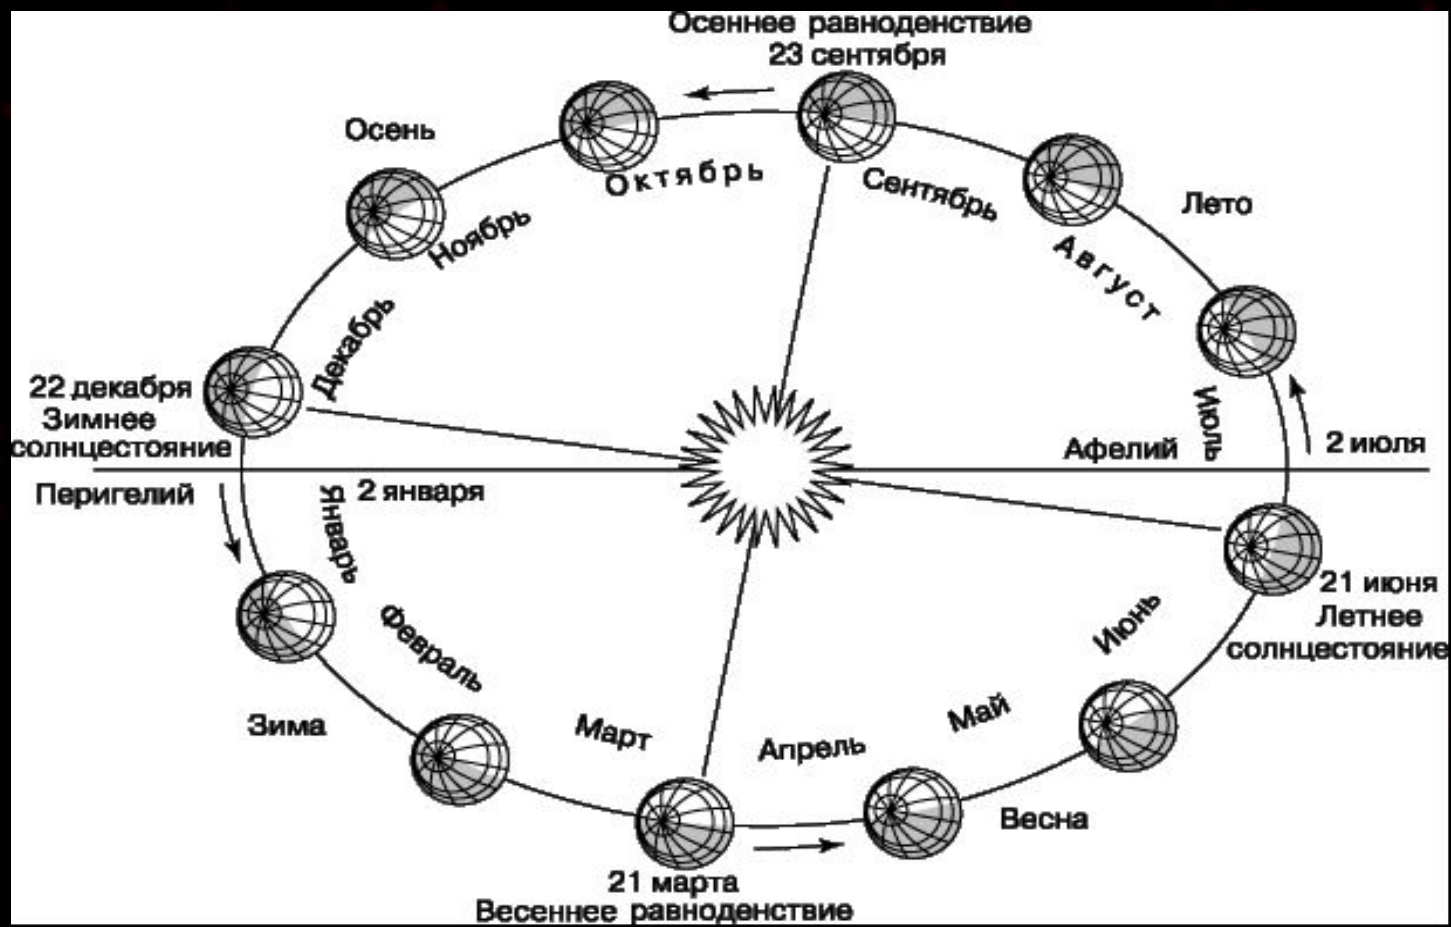 Осеннее равноденствие
23 сентября
Осень
Октябрь
Сентябрь
Лето
Ноябрь
Август
Декабрь
22 декабря
Зимнее
солнцестояние
Июль
Афелий
2 июля
Перигелий
2 января
Январь
21 июня
Летнее
солнцестояние
Февраль
Июнь
Зима
Март
Апрель
Май
Весна
21 марта
Весеннее равноденствие